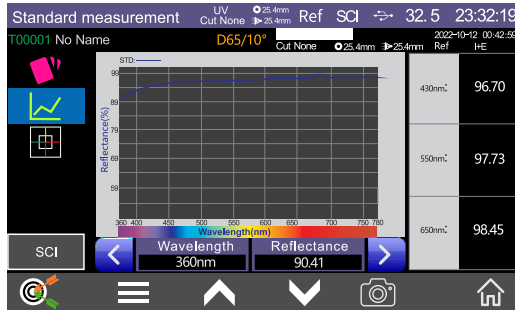 Standard measurement UV Cut None 25.4mm 25.4mm Ref SCI 32.5 23:32:19
T00001 No Name D65/10° Cut None 25.4mm 25.4mm Ref 2022-10-12 00:42:59 I+E
STD:
99
89
79
69
59
Reflectance(%)
360 400 450 500 550 600 650 700 750 780
Wavelength(nm)
430nm: 96.70
550nm: 97.73
650nm: 98.45
SCI
Wavelength
360nm
Reflectance
90.41